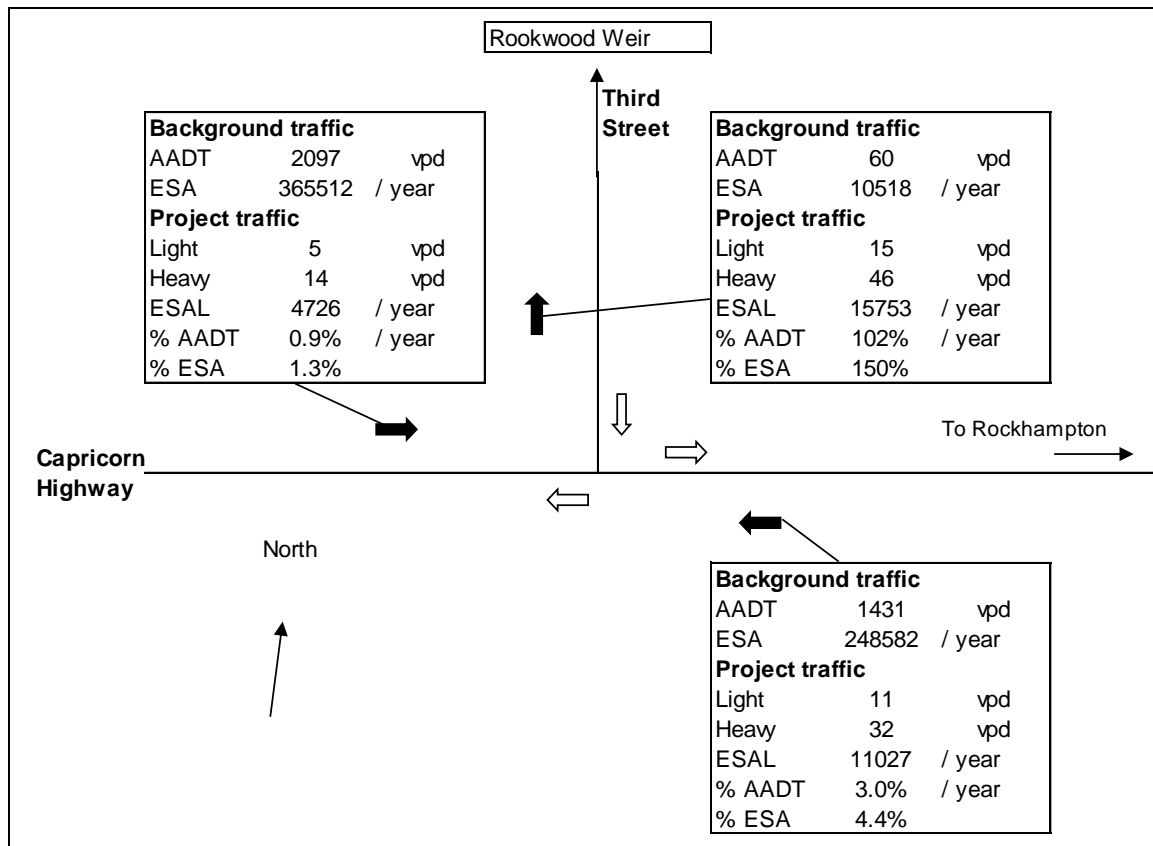 Rookwood Weir
Third
Street
Background traffic
AADT 2097 vpd
ESA 365512 / year
Project traffic
Light 5 vpd
Heavy 14 vpd
ESAL 4726 / year
% AADT 0.9% / year
% ESA 1.3%
Background traffic
AADT 60 vpd
ESA 10518 / year
Project traffic
Light 15 vpd
Heavy 46 vpd
ESAL 15753 / year
% AADT 102% / year
% ESA 150%
To Rockhampton
Capricorn
Highway
North
Background traffic
AADT 1431 vpd
ESA 248582 / year
Project traffic
Light 11 vpd
Heavy 32 vpd
ESAL 11027 / year
% AADT 3.0% / year
% ESA 4.4%